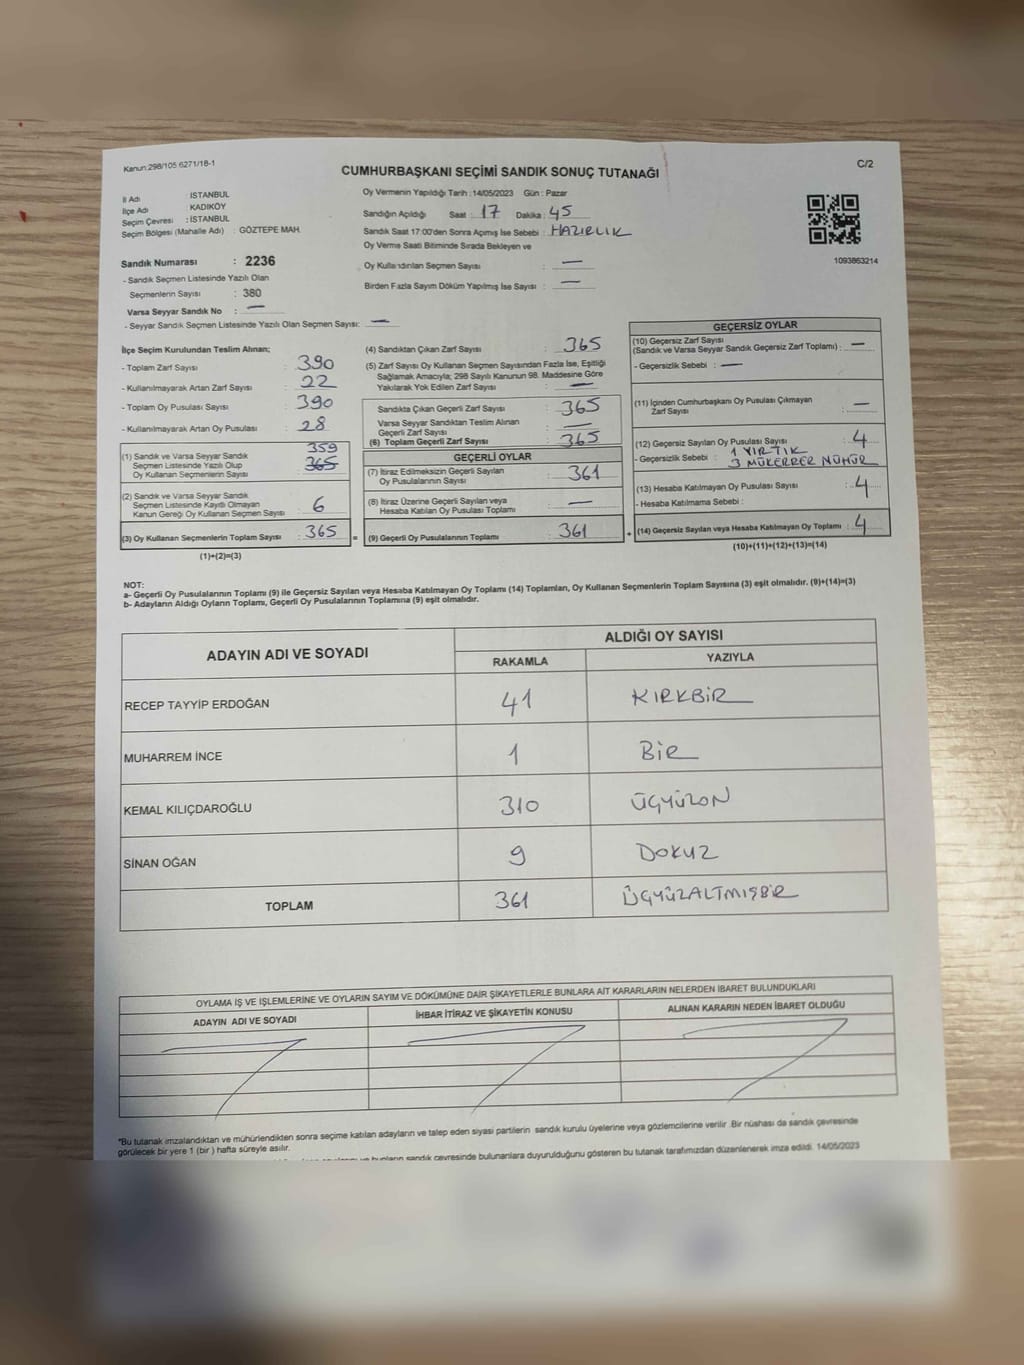 Kanun:298/105 6271/18-1
C/2
CUMHURBAŞKANI SEÇİMİ SANDIK SONUÇ TUTANAĞI
İl Adı : İSTANBUL
İlçe Adı : KADIKÖY
Seçim Çevresi : İSTANBUL
Seçim Bölgesi (Mahalle Adı) : GÖZTEPE MAH.
Sandık Numarası : 2236
- Sandık Seçmen Listesinde Yazılı Olan
Seçmenlerin Sayısı : 380
Varsa Seyyar Sandık No : —
- Seyyar Sandık Seçmen Listesinde Yazılı Olan Seçmen Sayısı: —
Oy Vermenin Yapıldığı Tarih : 14/05/2023 Gün : Pazar
Sandığın Açıldığı Saat : 17 Dakika : 45
Sandık Saat 17:00'den Sonra Açımış İse Sebebi : HAZIRLIK
Oy Verme Saati Bitiminde Sırada Bekleyen ve
Oy Kullandırılan Seçmen Sayısı : —
Birden Fazla Sayım Döküm Yapılmış İse Sayısı : —
1093863214
İlçe Seçim Kurulundan Teslim Alınan;
- Toplam Zarf Sayısı : 390
- Kullanılmayarak Artan Zarf Sayısı : 22
- Toplam Oy Pusulası Sayısı : 390
- Kullanılmayarak Artan Oy Pusulası : 28
359
(1) Sandık ve Varsa Seyyar Sandık
Seçmen Listesinde Yazılı Olup : 365
Oy Kullanan Seçmenlerin Sayısı
(2) Sandık ve Varsa Seyyar Sandık
Seçmen Listesinde Kayıtlı Olmayan : 6
Kanun Gereği Oy Kullanan Seçmen Sayısı
(3) Oy Kullanan Seçmenlerin Toplam Sayısı : 365
(1)+(2)=(3)
(4) Sandıktan Çıkan Zarf Sayısı : 365
(5) Zarf Sayısı Oy Kullanan Seçmen Sayısından Fazla İse, Eşitliği
Sağlamak Amacıyla; 298 Sayılı Kanunun 98. Maddesine Göre
Yakılarak Yok Edilen Zarf Sayısı : —
Sandıkta Çıkan Geçerli Zarf Sayısı : 365
Varsa Seyyar Sandıktan Teslim Alınan
Geçerli Zarf Sayısı : —
(6) Toplam Geçerli Zarf Sayısı : 365
GEÇERLİ OYLAR
(7) İtiraz Edilmeksizin Geçerli Sayılan
Oy Pusulalarının Sayısı : 361
(8) İtiraz Üzerine Geçerli Sayılan veya
Hesaba Katılan Oy Pusulası Toplamı : —
= (9) Geçerli Oy Pusulalarının Toplamı : 361
GEÇERSİZ OYLAR
(10) Geçersiz Zarf Sayısı
(Sandık ve Varsa Seyyar Sandık Geçersiz Zarf Toplamı) : —
- Geçersizlik Sebebi : —
(11) İçinden Cumhurbaşkanı Oy Pusulası Çıkmayan
Zarf Sayısı : —
(12) Geçersiz Sayılan Oy Pusulası Sayısı : 4
- Geçersizlik Sebebi : 1 YIRTIK
3 MÜKERRER MÜHÜR
(13) Hesaba Katılmayan Oy Pusulası Sayısı : 4
- Hesaba Katılmama Sebebi :
+ (14) Geçersiz Sayılan veya Hesaba Katılmayan Oy Toplamı : 4
(10)+(11)+(12)+(13)=(14)
NOT:
a- Geçerli Oy Pusulalarının Toplamı (9) ile Geçersiz Sayılan veya Hesaba Katılmayan Oy Toplamı (14) Toplamları, Oy Kullanan Seçmenlerin Toplam Sayısına (3) eşit olmalıdır. (9)+(14)=(3)
b- Adayların Aldığı Oyların Toplamı, Geçerli Oy Pusulalarının Toplamına (9) eşit olmalıdır.
ADAYIN ADI VE SOYADI
ALDIĞI OY SAYISI
RAKAMLA YAZIYLA
RECEP TAYYİP ERDOĞAN 41 KIRKBİR
MUHARREM İNCE 1 BİR
KEMAL KILIÇDAROĞLU 310 ÜÇYÜZON
SİNAN OĞAN 9 DOKUZ
TOPLAM 361 ÜÇYÜZALTMIŞBİR
OYLAMA İŞ VE İŞLEMLERİNE VE OYLARIN SAYIM VE DÖKÜMÜNE DAİR ŞİKAYETLERLE BUNLARA AİT KARARLARIN NELERDEN İBARET BULUNDUKLARI
ADAYIN ADI VE SOYADI İHBAR İTİRAZ VE ŞİKAYETİN KONUSU ALINAN KARARIN NEDEN İBARET OLDUĞU
*Bu tutanak imzalandıktan ve mühürlendikten sonra seçime katılan adayların ve talep eden siyasi partilerin sandık kurulu üyelerine veya gözlemcilerine verilir .Bir nüshası da sandık çevresinde
görülecek bir yere 1 (bir ) hafta süreyle asılır.
ve bunların sandık çevresinde bulunanlara duyurulduğunu gösteren bu tutanak tarafımızdan düzenlenerek imza edildi. 14/05/2023